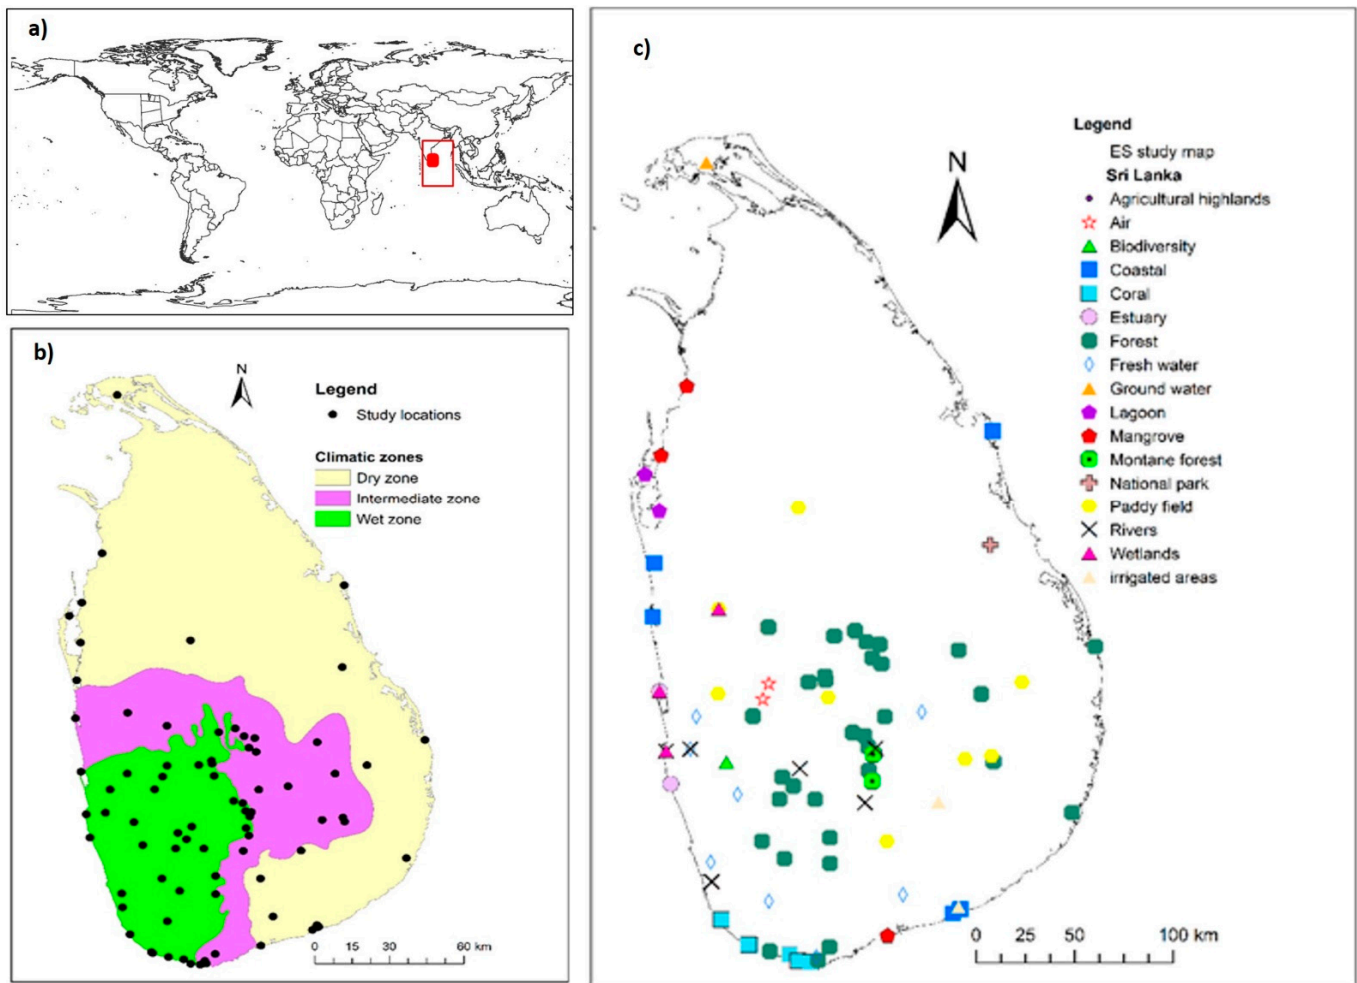 a)
b)
N
Legend
Study locations
Climatic zones
Dry zone
Intermediate zone
Wet zone
0 15 30 60 km
c)
N
Legend
ES study map
Sri Lanka
Agricultural highlands
Air
Biodiversity
Coastal
Coral
Estuary
Forest
Fresh water
Ground water
Lagoon
Mangrove
Montane forest
National park
Paddy field
Rivers
Wetlands
irrigated areas
0 25 50 100 km